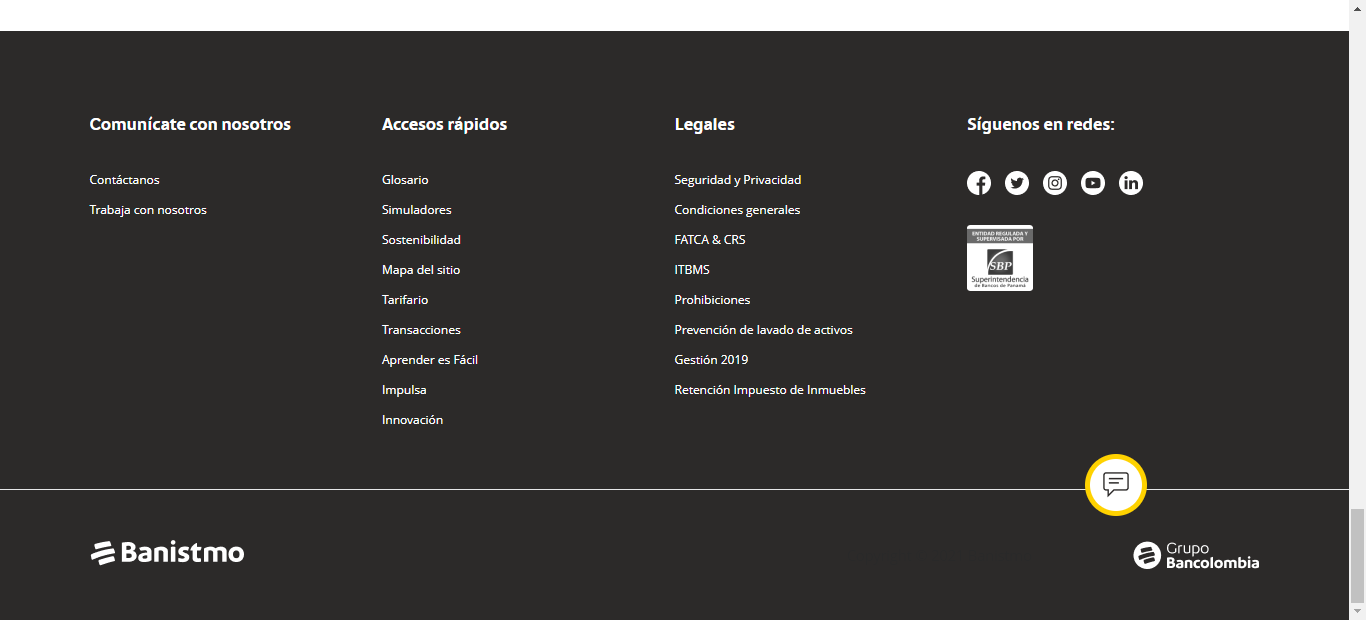 Comunícate con nosotros
Contáctanos
Trabaja con nosotros
Accesos rápidos
Glosario
Simuladores
Sostenibilidad
Mapa del sitio
Tarifario
Transacciones
Aprender es Fácil
Impulsa
Innovación
Legales
Seguridad y Privacidad
Condiciones generales
FATCA & CRS
ITBMS
Prohibiciones
Prevención de lavado de activos
Gestión 2019
Retención Impuesto de Inmuebles
Síguenos en redes:
ENTIDAD REGULADA Y
SUPERVISADA POR
SBP
Superintendencia
de Bancos de Panamá
Banistmo
Grupo
Bancolombia